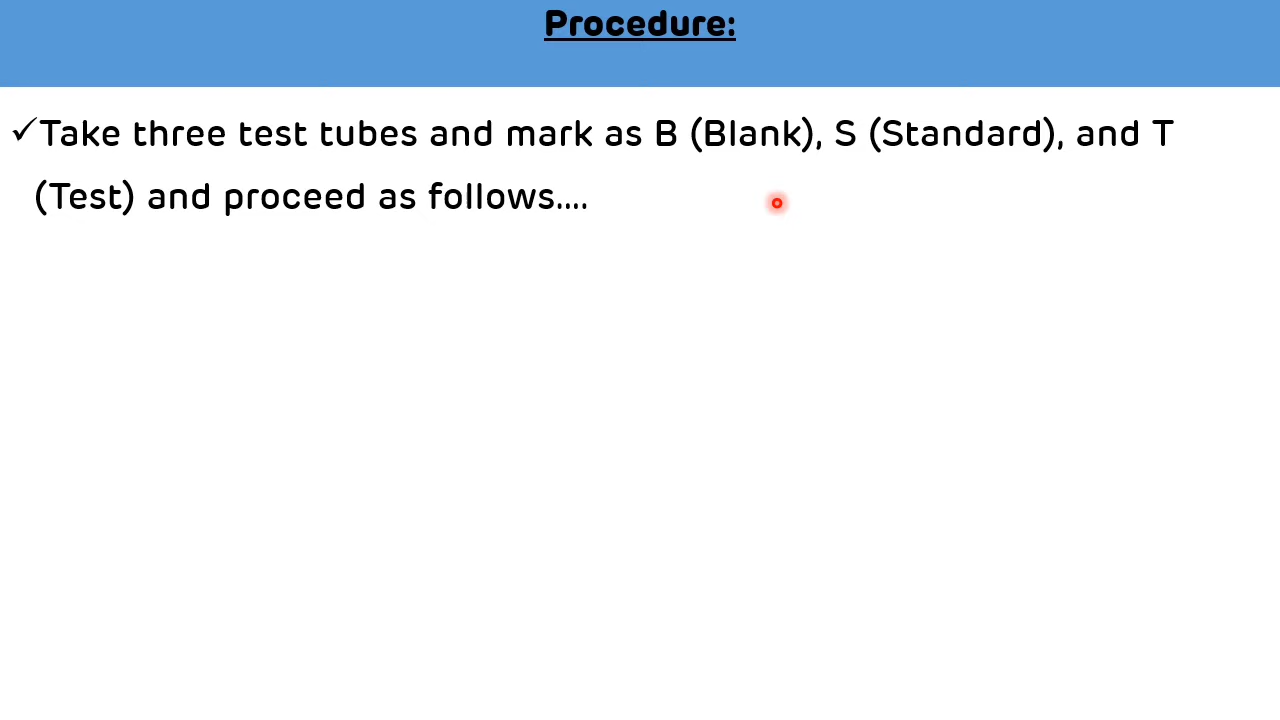 Procedure:
✓Take three test tubes and mark as B (Blank), S (Standard), and T
(Test) and proceed as follows....